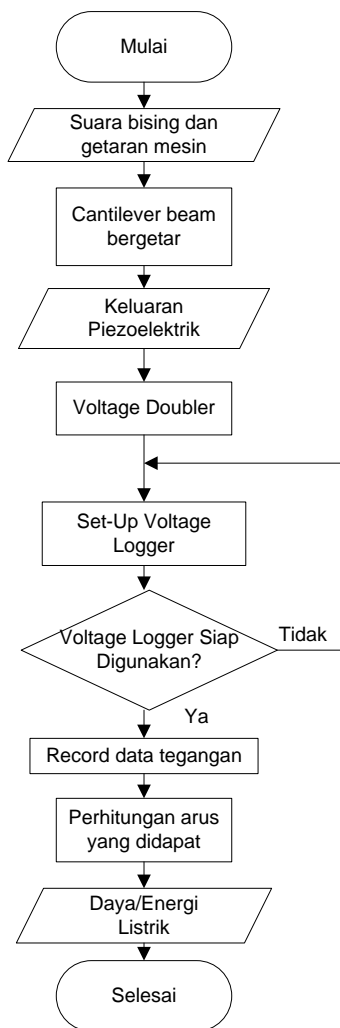 Mulai
Suara bising dan
getaran mesin
Cantilever beam
bergetar
Keluaran
Piezoelektrik
Voltage Doubler
Set-Up Voltage
Logger
Voltage Logger Siap
Digunakan?
Tidak
Ya
Record data tegangan
Perhitungan arus
yang didapat
Daya/Energi
Listrik
Selesai